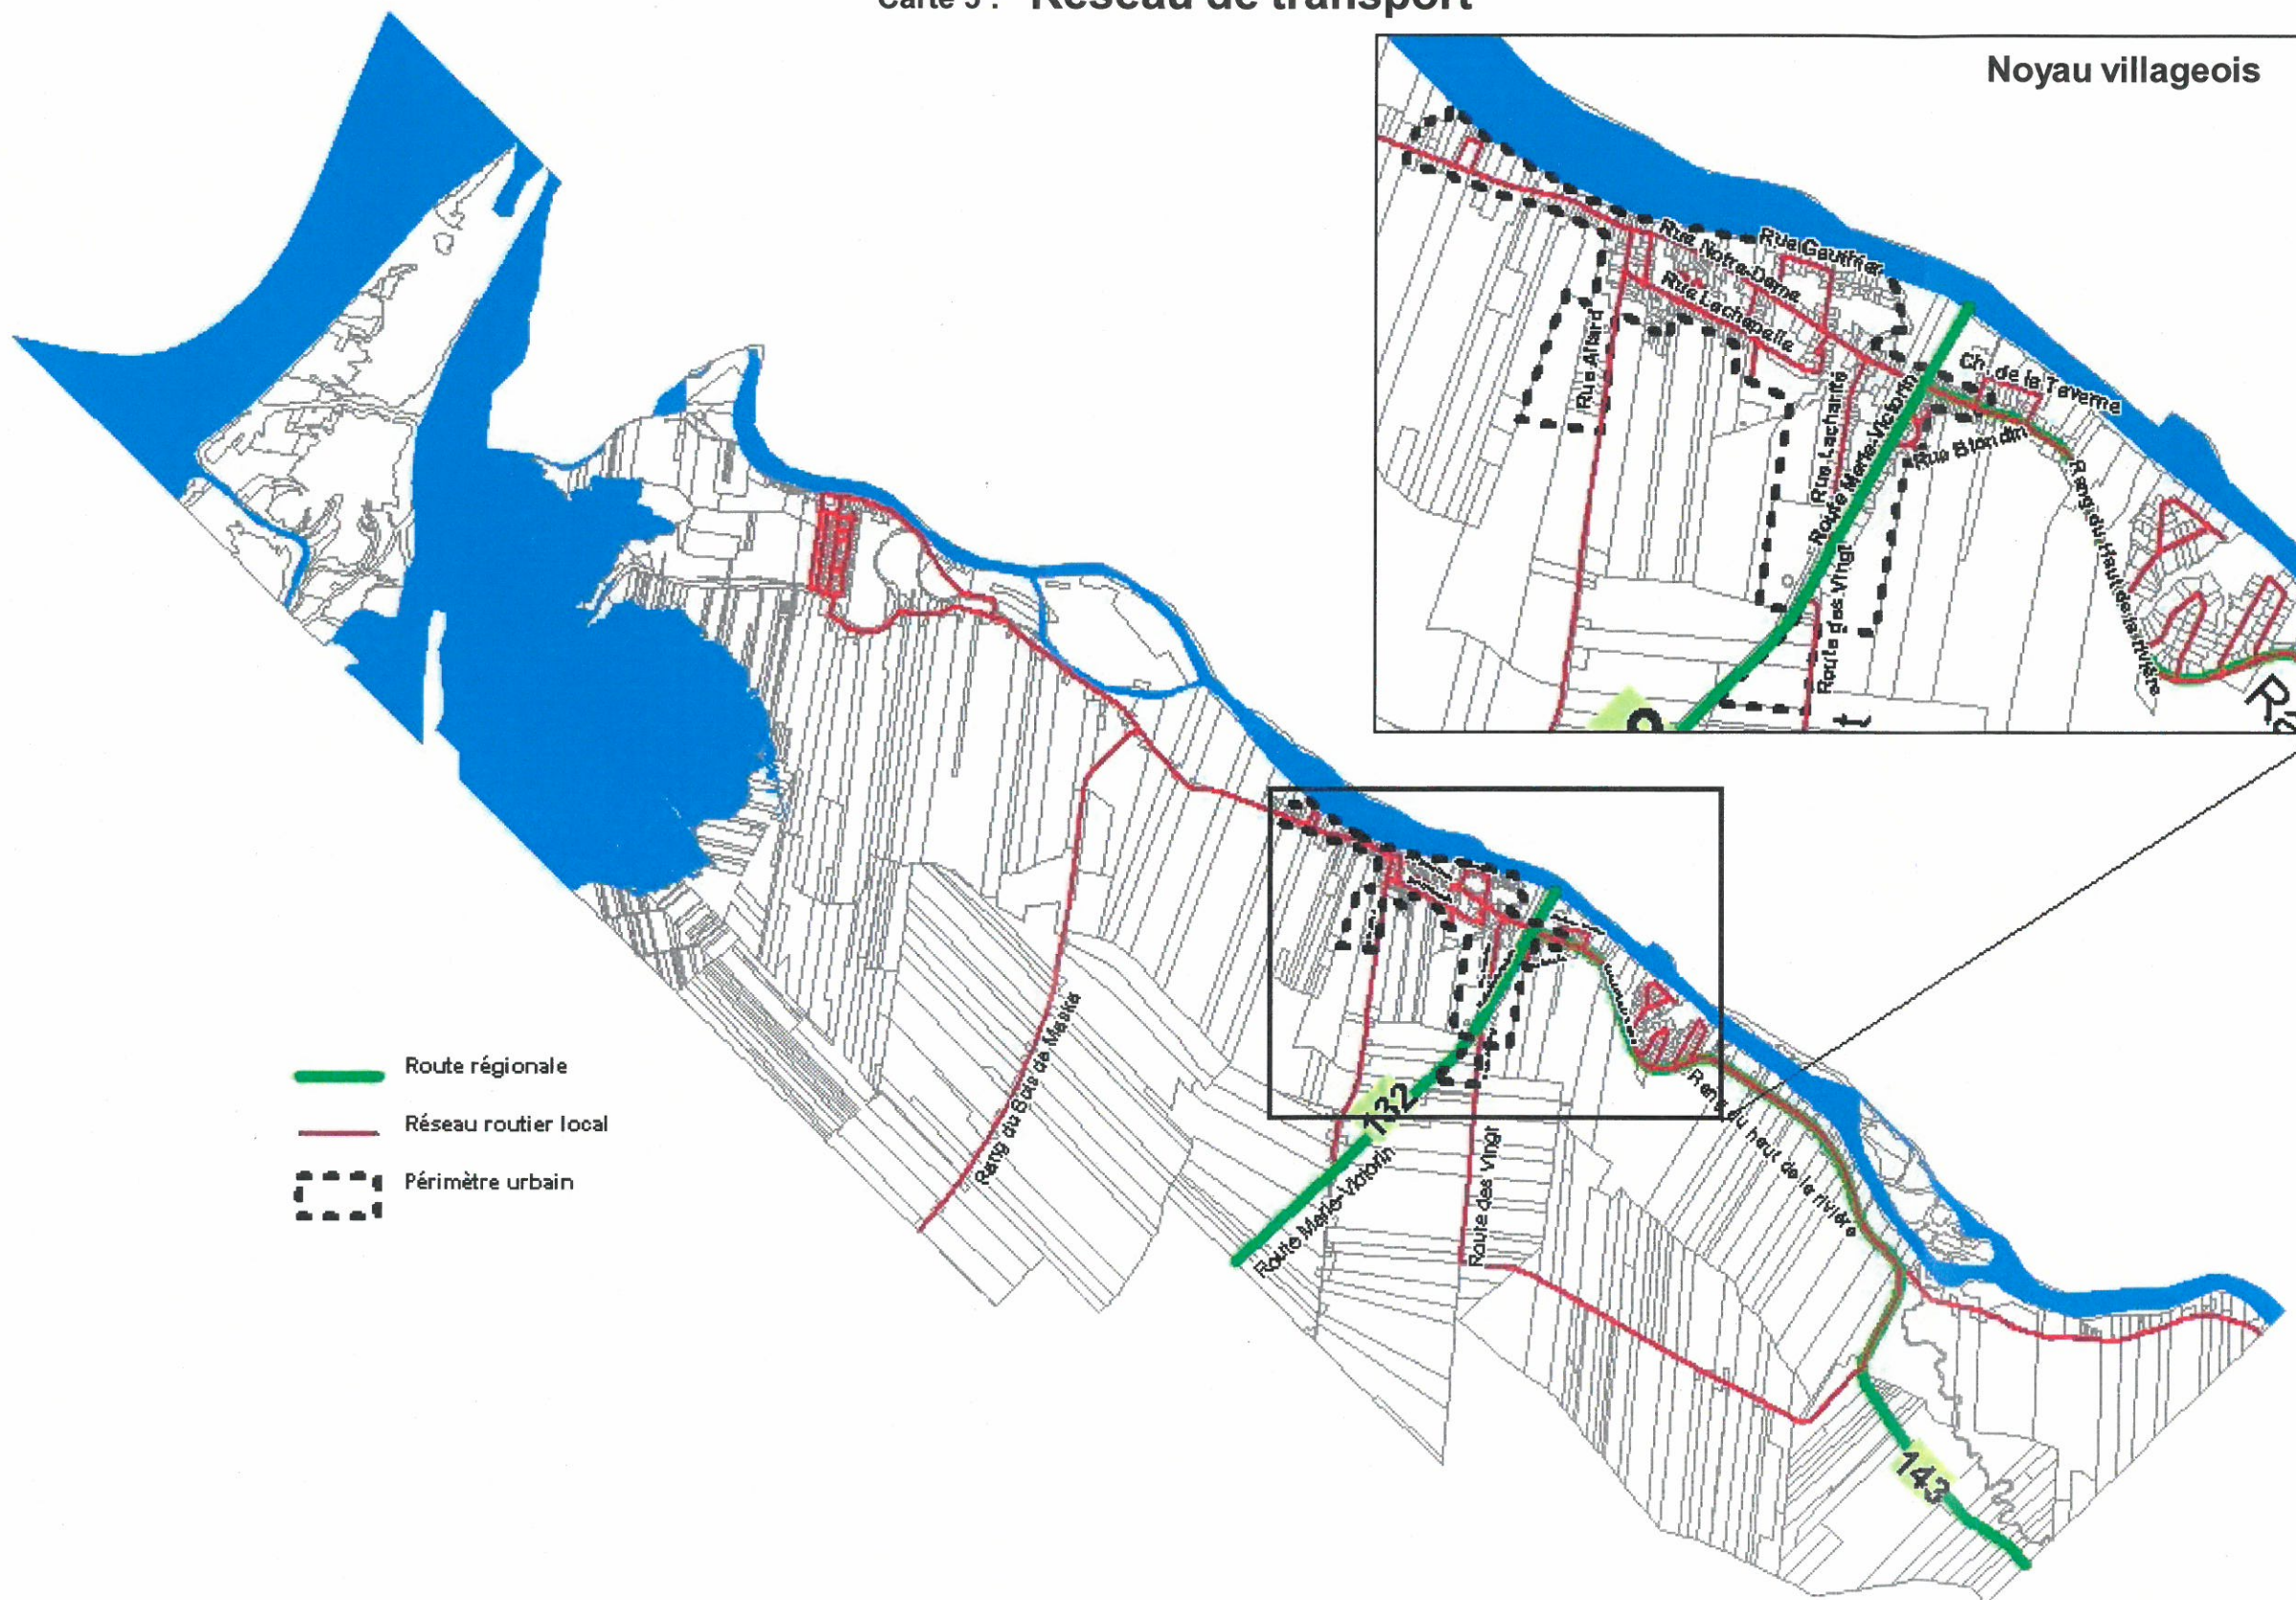 Carte 5 : Réseau de transport
Noyau villageois
Rue Notre-Dame
Rue Gauthier
Rue Lachapelle
Rue Allard
Rue Lacharité
Route Marie-Victorin
Ch. de la Taverne
Rue Blondin
Rang du Haut de la rivière
Route des Vingt
Route régionale
Réseau routier local
Périmètre urbain
Rang du Bois de Maska
132
Route Marie-Victorin
Route des Vingt
Rang du haut de la rivière
143